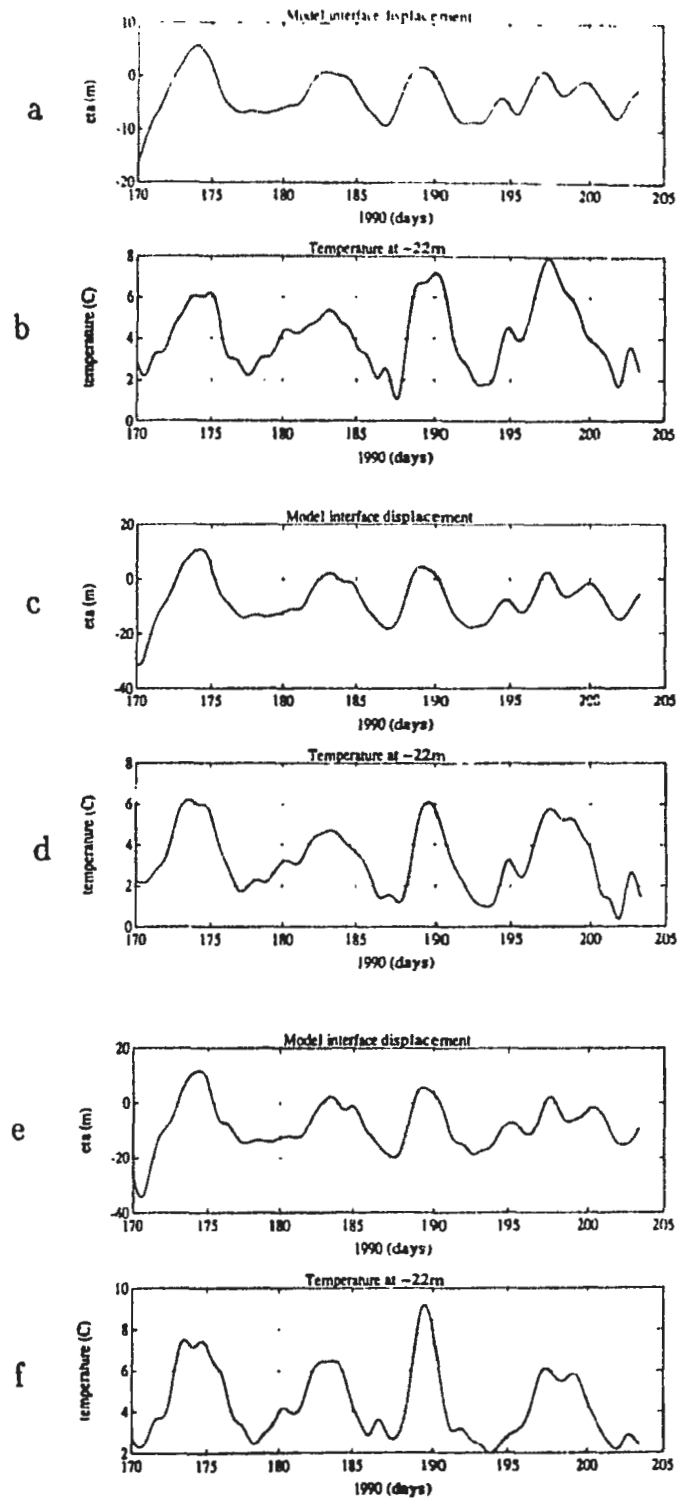 Model interface displacement
a
eta (m)
10
0
-10
-20
170 175 180 185 190 195 200 205
1990 (days)
Temperature at -22m
b
temperature (C)
8
6
4
2
0
170 175 180 185 190 195 200 205
1990 (days)
Model interface displacement
c
eta (m)
20
0
-20
-40
170 175 180 185 190 195 200 205
1990 (days)
Temperature at -22m
d
temperature (C)
8
6
4
2
0
170 175 180 185 190 195 200 205
1990 (days)
Model interface displacement
e
eta (m)
20
0
-20
-40
170 175 180 185 190 195 200 205
1990 (days)
Temperature at -22m
f
temperature (C)
10
8
6
4
2
170 175 180 185 190 195 200 205
1990 (days)